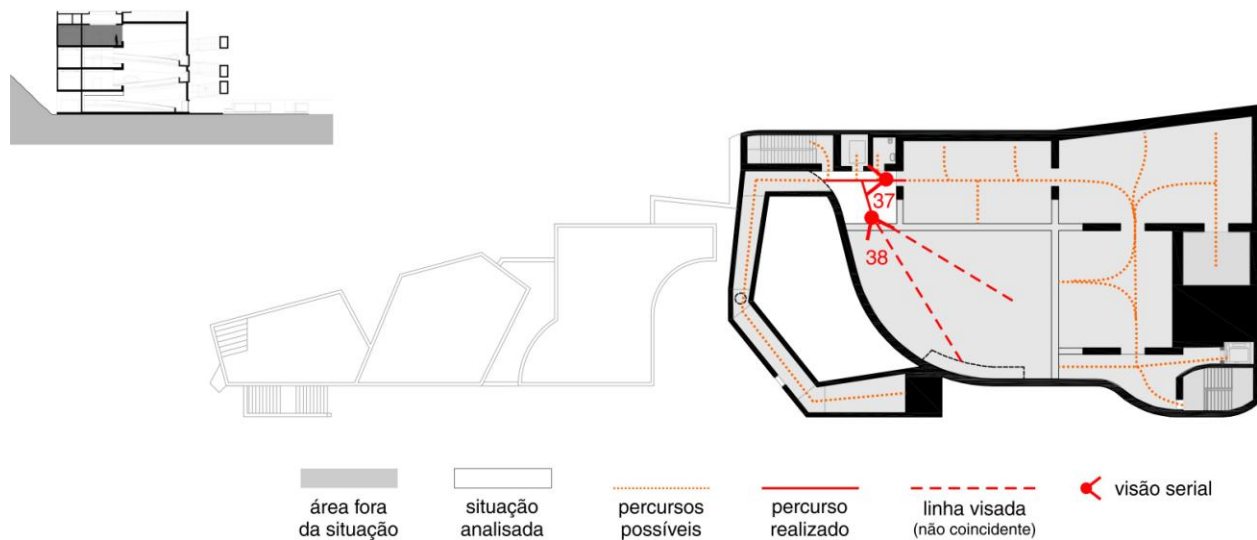 37
38
área fora
da situação
situação
analisada
percursos
possíveis
percurso
realizado
linha visada
(não coincidente)
visão serial